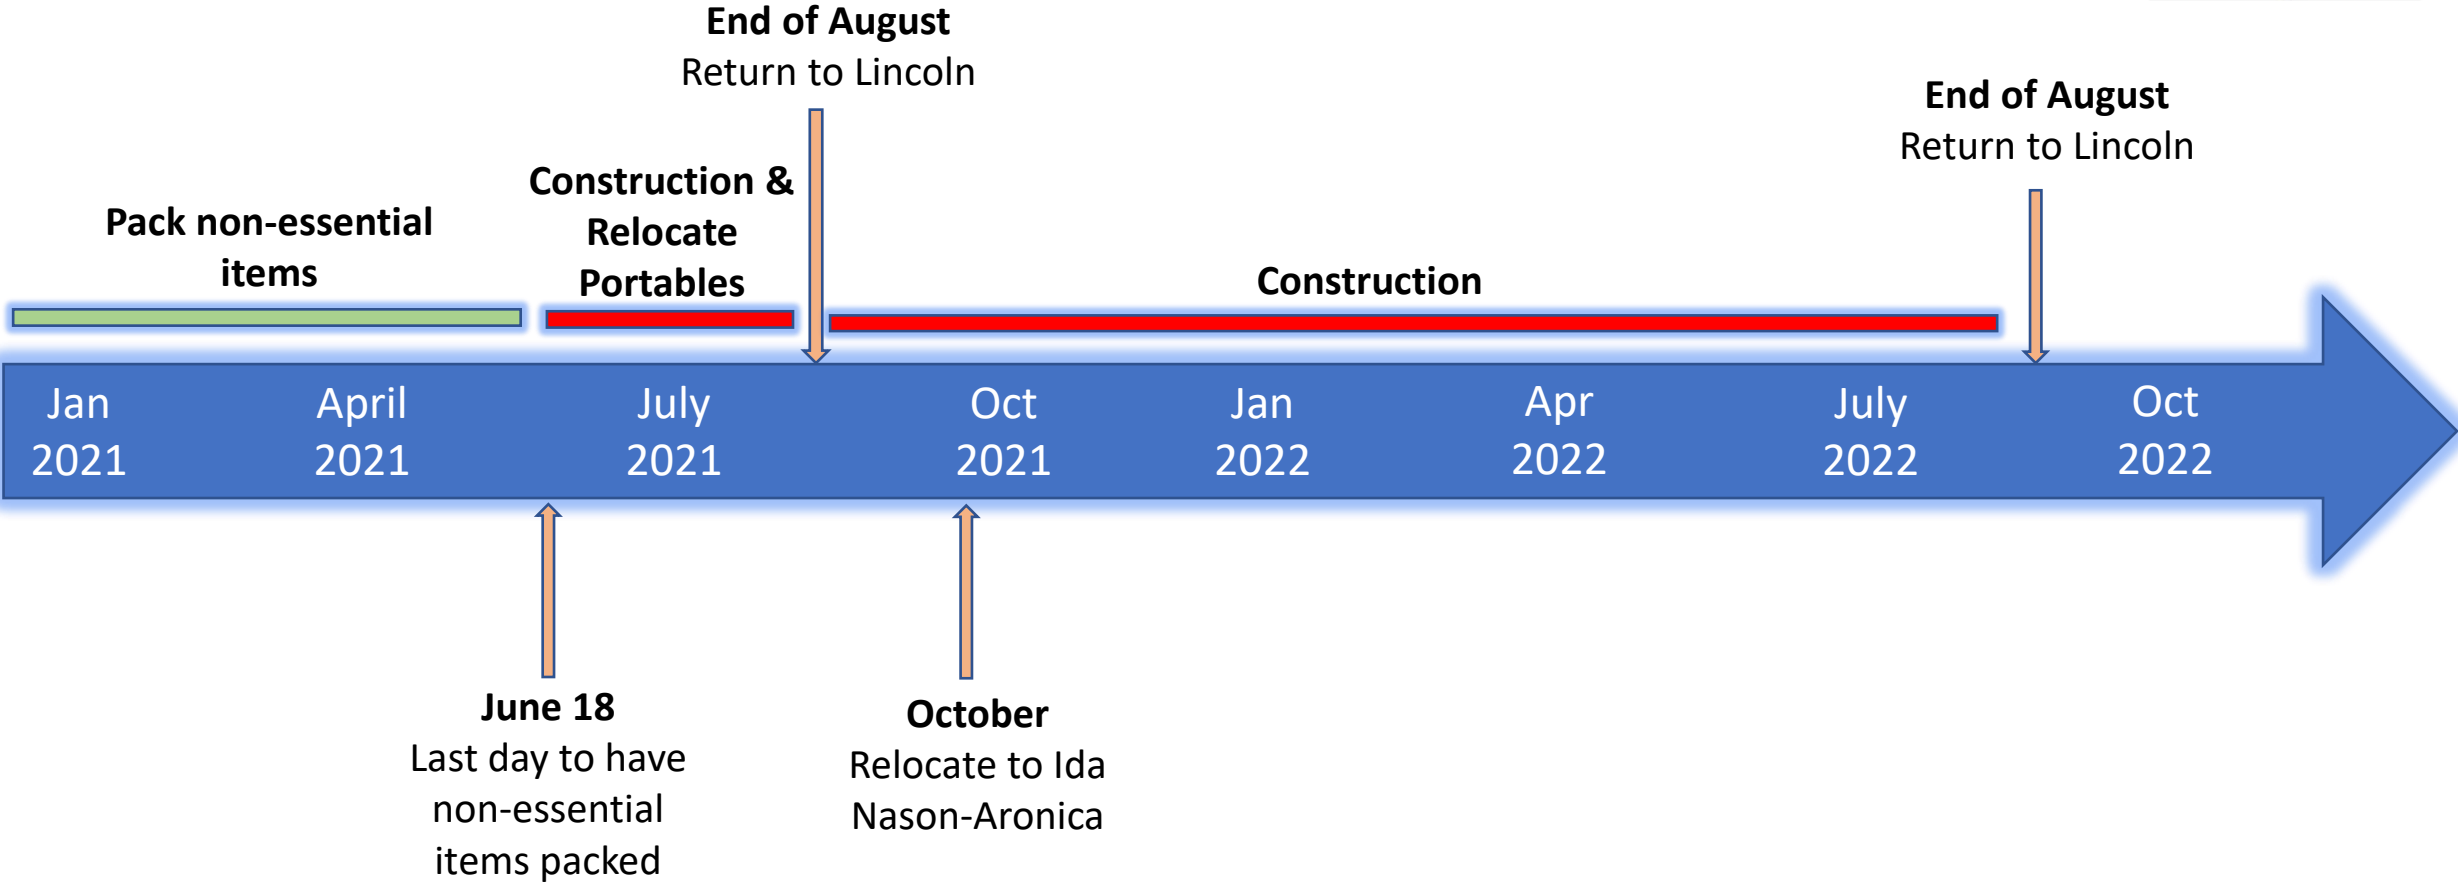 End of August
Return to Lincoln
End of August
Return to Lincoln
Construction &
Relocate
Portables
Pack non-essential
items
Construction
Jan
2021
April
2021
July
2021
Oct
2021
Jan
2022
Apr
2022
July
2022
Oct
2022
June 18
Last day to have
non-essential
items packed
October
Relocate to Ida
Nason-Aronica